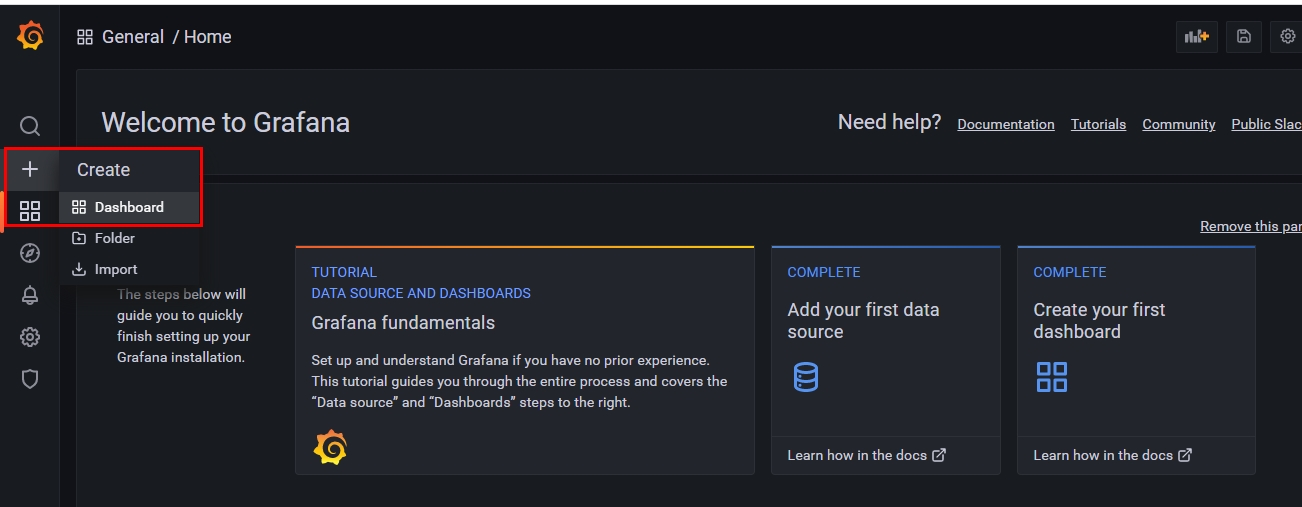 General / Home
Welcome to Grafana
Need help? Documentation Tutorials Community Public Slac
Create
Dashboard
Folder
Import
Remove this par
The steps below will
guide you to quickly
finish setting up your
Grafana installation.
TUTORIAL
DATA SOURCE AND DASHBOARDS
Grafana fundamentals
Set up and understand Grafana if you have no prior experience.
This tutorial guides you through the entire process and covers the
“Data source” and “Dashboards” steps to the right.
COMPLETE
Add your first data
source
Learn how in the docs
COMPLETE
Create your first
dashboard
Learn how in the docs